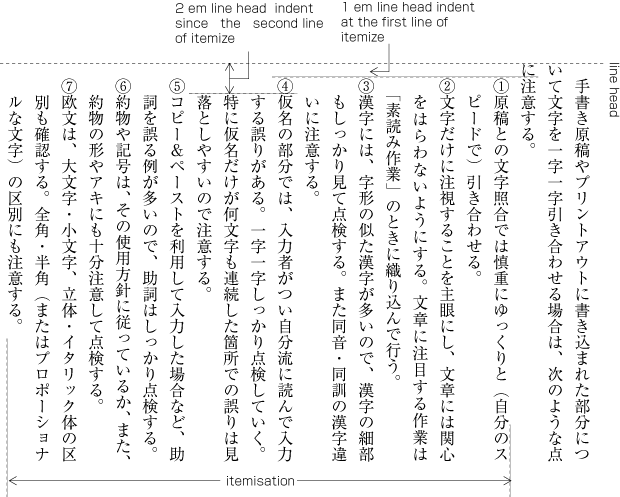 2 em line head indent
since the second line
of itemize
1 em line head indent
at the first line of
itemize
line head
手書き原稿やプリントアウトに書き込まれた部分につ
いて文字を一字一字引き合わせる場合は、次のような点
に注意する。
①原稿との文字照合では慎重にゆっくりと（自分のス
ピードで）引き合わせる。
②文字だけに注視することを主眼にし、文章には関心
をはらわないようにする。文章に注目する作業は
「素読み作業」のときに織り込んで行う。
③漢字には、字形の似た漢字が多いので、漢字の細部
もしっかり見て点検する。また同音・同訓の漢字違
いに注意する。
④仮名の部分では、入力者がつい自分流に読んで入力
する誤りがある。一字一字しっかり点検していく。
特に仮名だけが何文字も連続した箇所での誤りは見
落としやすいので注意する。
⑤コピー＆ペーストを利用して入力した場合など、助
詞を誤る例が多いので、助詞はしっかり点検する。
⑥約物や記号は、その使用方針に従っているか、また、
約物の形やアキにも十分注意して点検する。
⑦欧文は、大文字・小文字、立体・イタリック体の区
別も確認する。全角・半角（またはプロポーショナ
ルな文字）の区別にも注意する。
itemisation